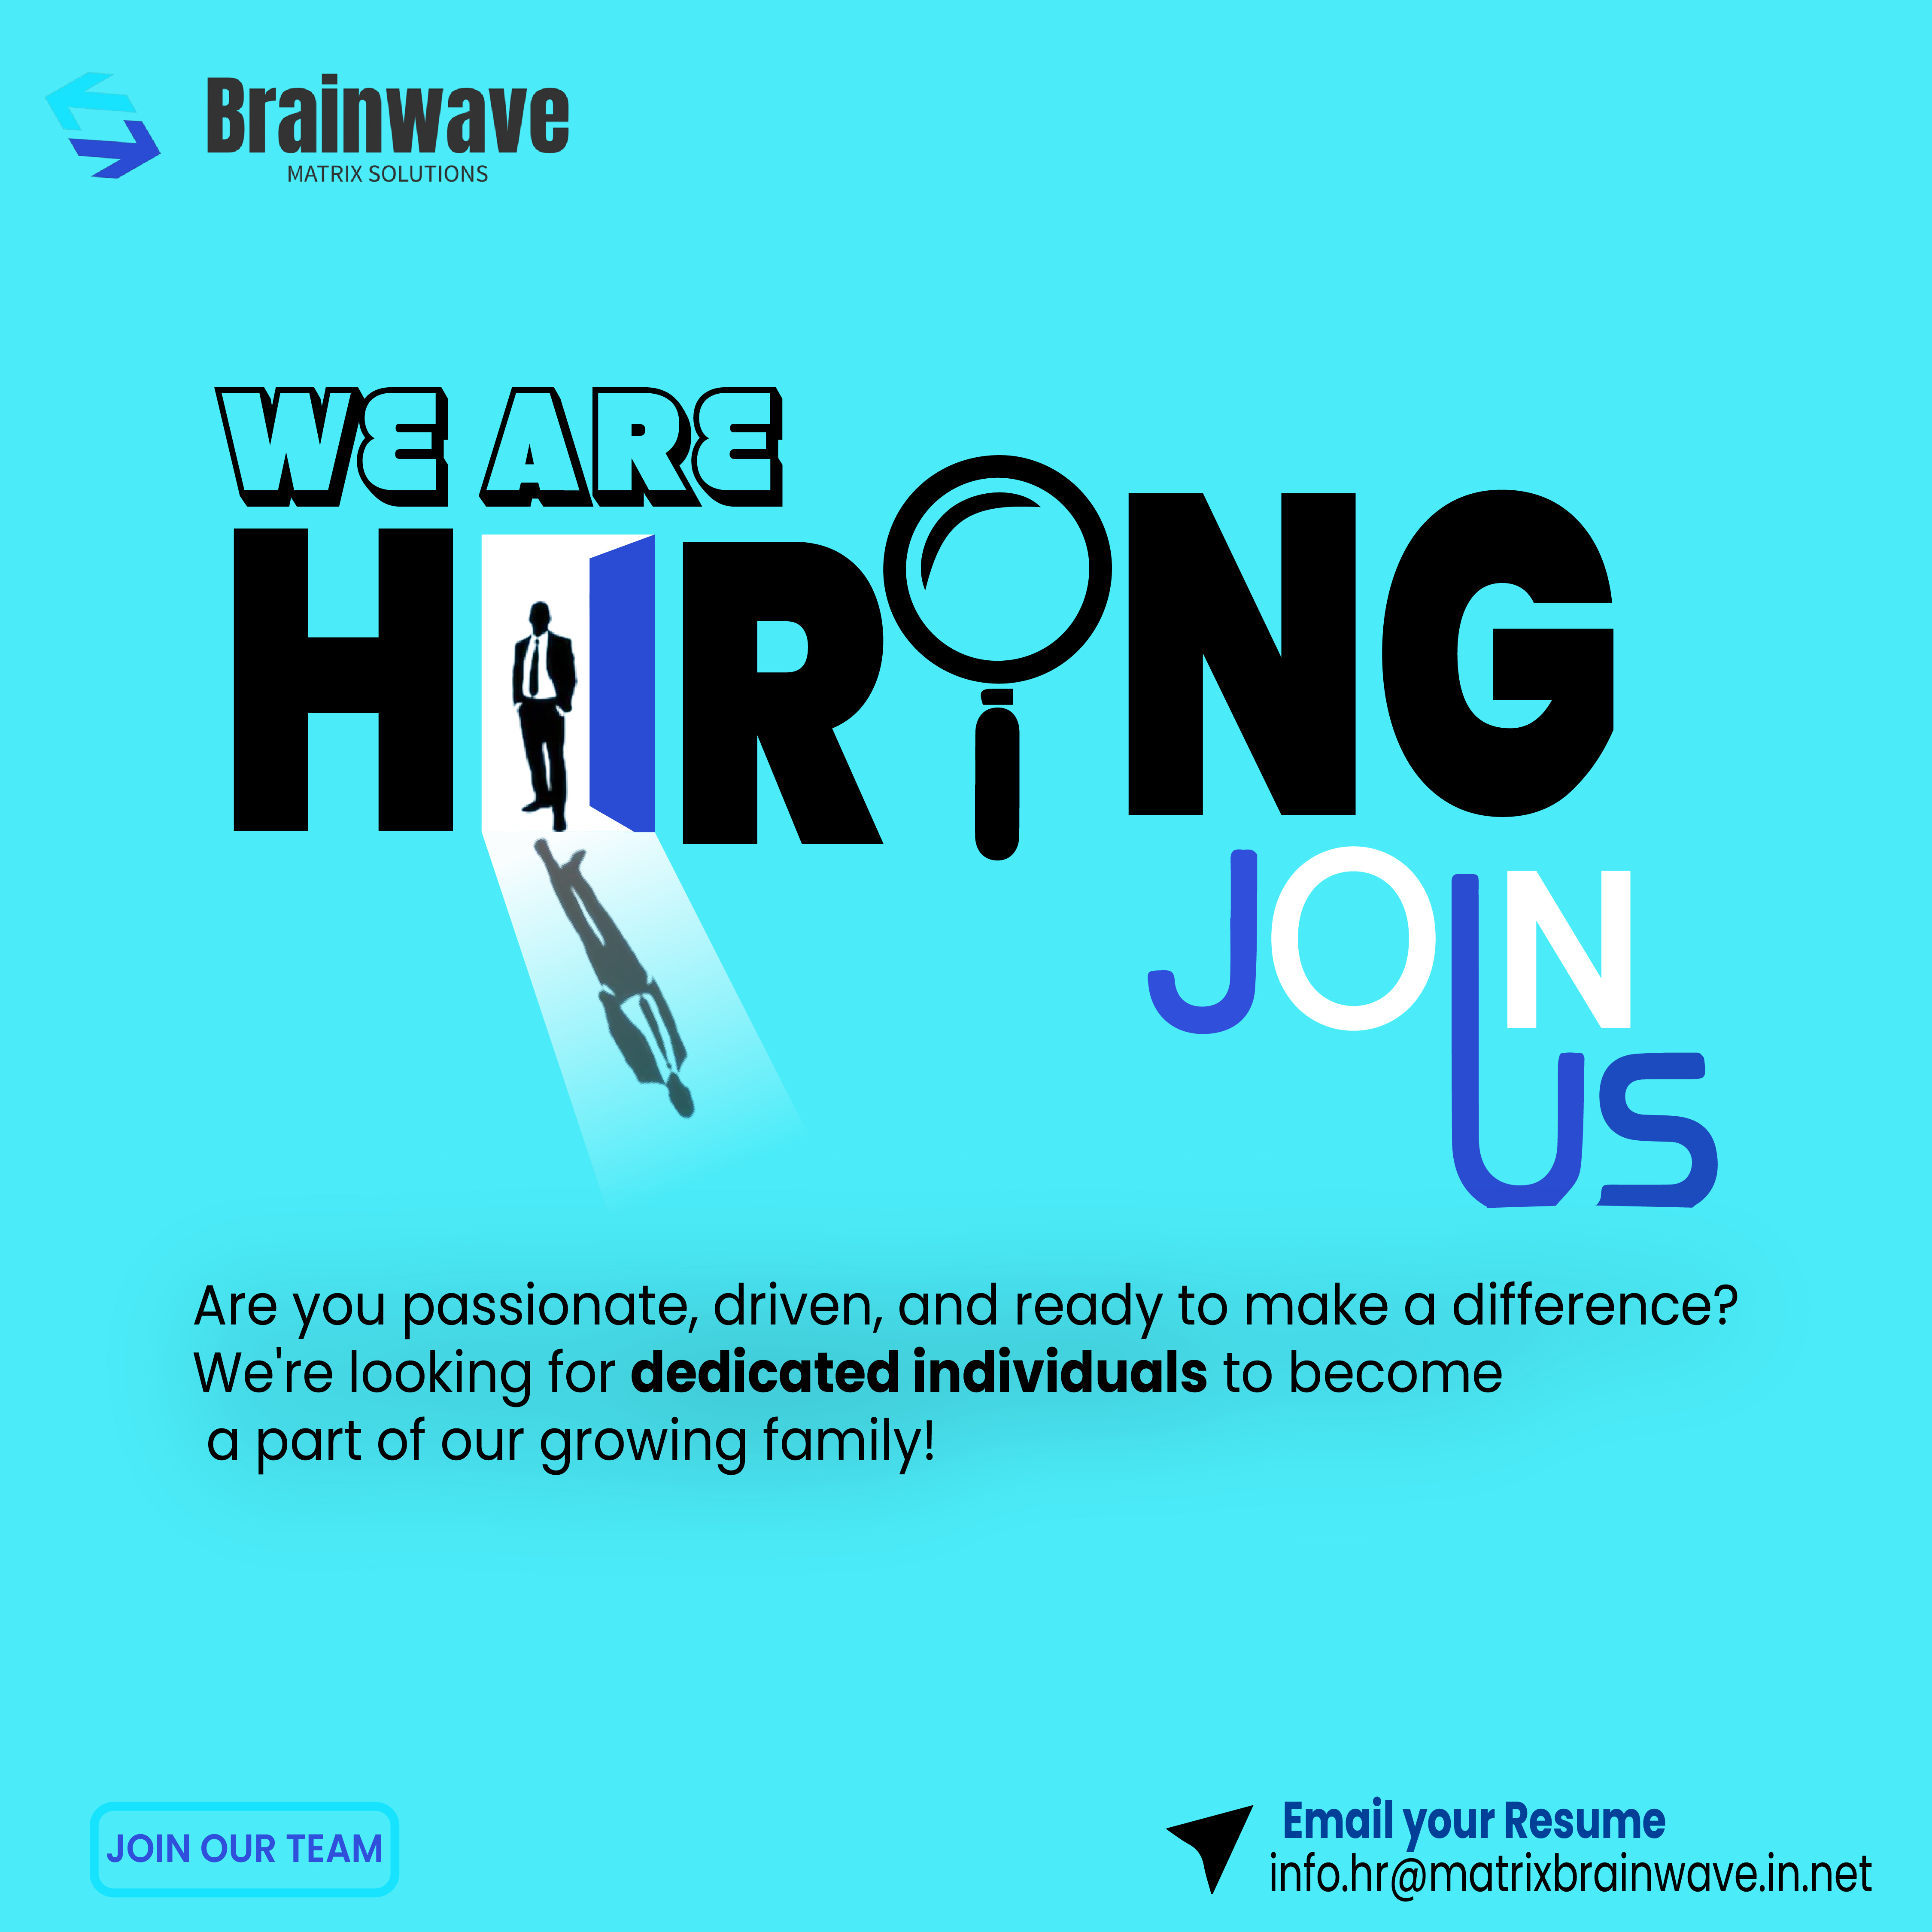 Brainwave
MATRIX SOLUTIONS
WE ARE
HIRING
JOIN
US
Are you passionate, driven, and ready to make a difference?
We're looking for dedicated individuals to become
a part of our growing family!
JOIN OUR TEAM
Email your Resume
info.hr@matrixbrainwave.in.net